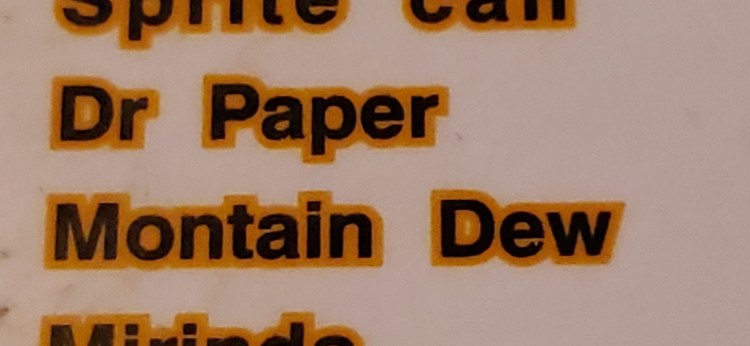 Sprite can
Dr Paper
Montain Dew
Mirinda